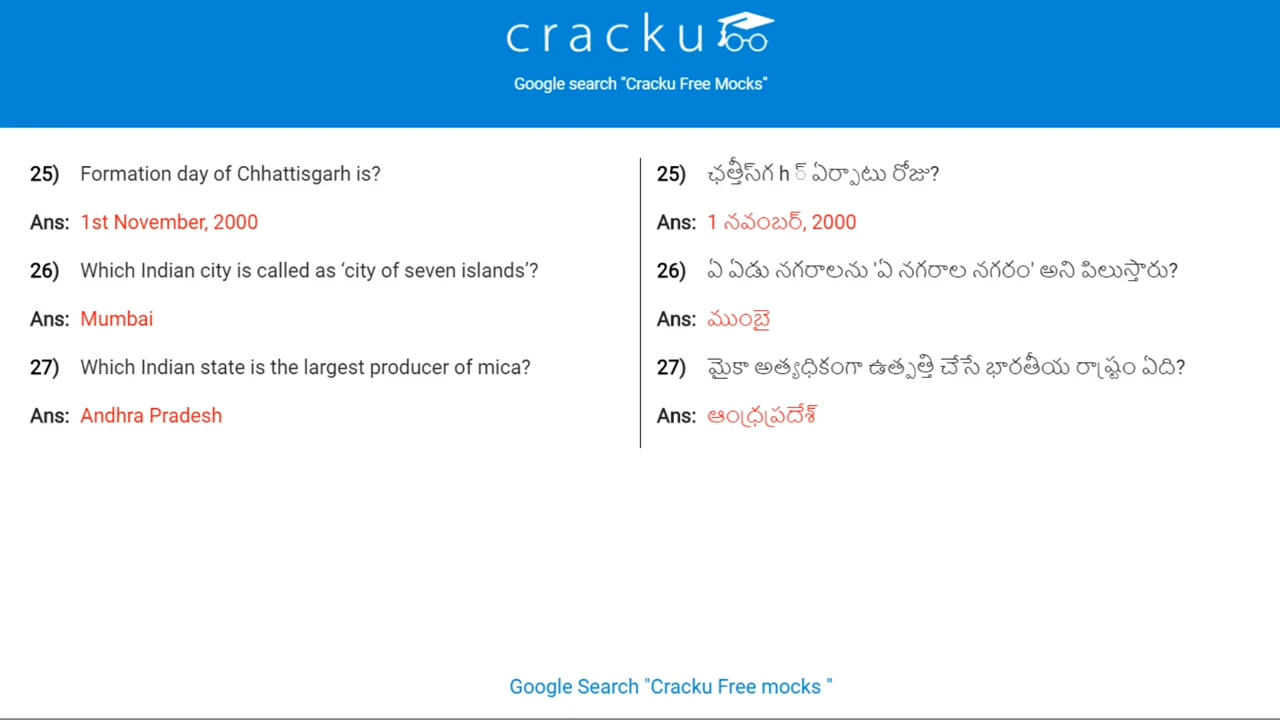 cracku
Google search "Cracku Free Mocks"
25) Formation day of Chhattisgarh is?
Ans: 1st November, 2000
26) Which Indian city is called as ‘city of seven islands’?
Ans: Mumbai
27) Which Indian state is the largest producer of mica?
Ans: Andhra Pradesh
25) ఛత్తీస్‌గ h ్ ఏర్పాటు రోజు?
Ans: 1 నవంబర్, 2000
26) ఏ ఏడు నగరాలను 'ఏ నగరాల నగరం' అని పిలుస్తారు?
Ans: ముంబై
27) మైకా అత్యధికంగా ఉత్పత్తి చేసే భారతీయ రాష్ట్రం ఏది?
Ans: ఆంధ్రప్రదేశ్
Google Search "Cracku Free mocks "